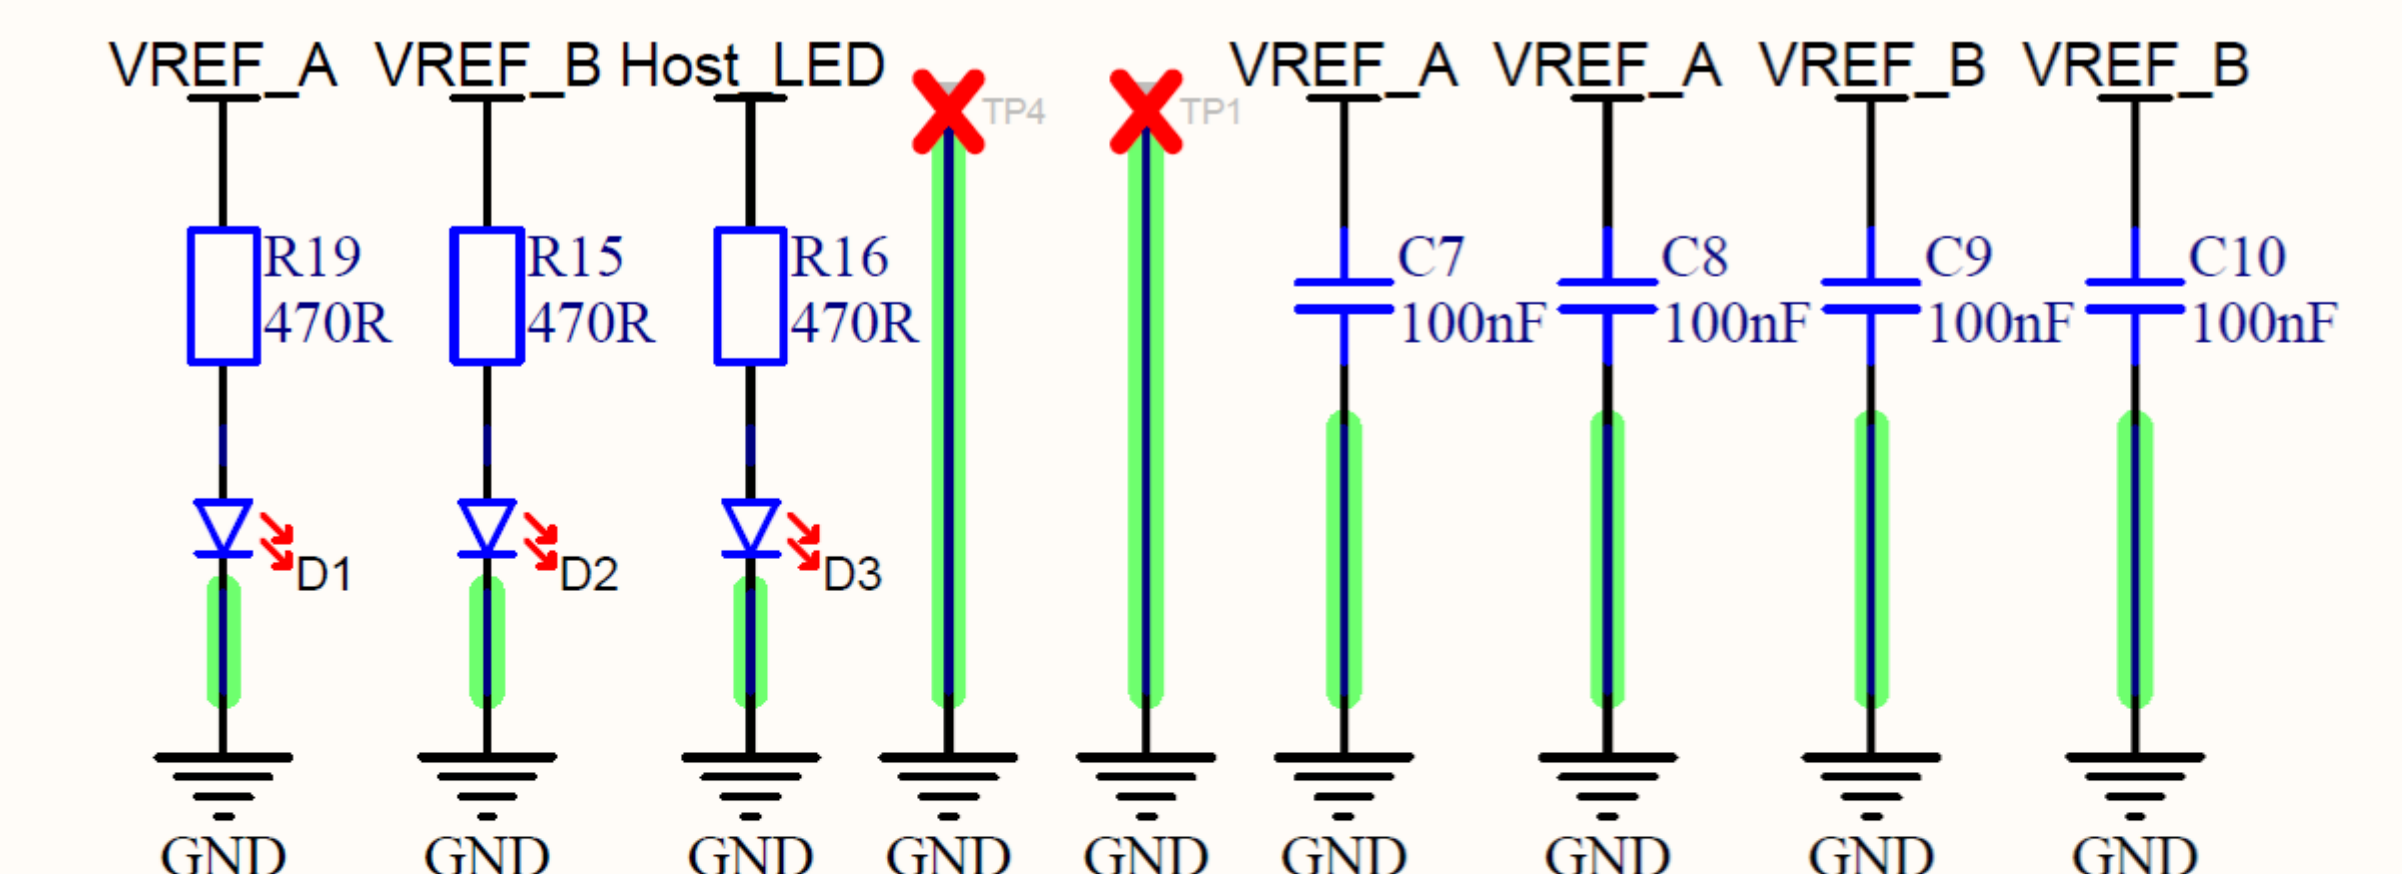 VREF_A VREF_B Host_LED TP4 TP1 VREF_A VREF_A VREF_B VREF_B
R19 R15 R16 C7 C8 C9 C10
470R 470R 470R 100nF 100nF 100nF 100nF
D1 D2 D3
GND GND GND GND GND GND GND GND GND